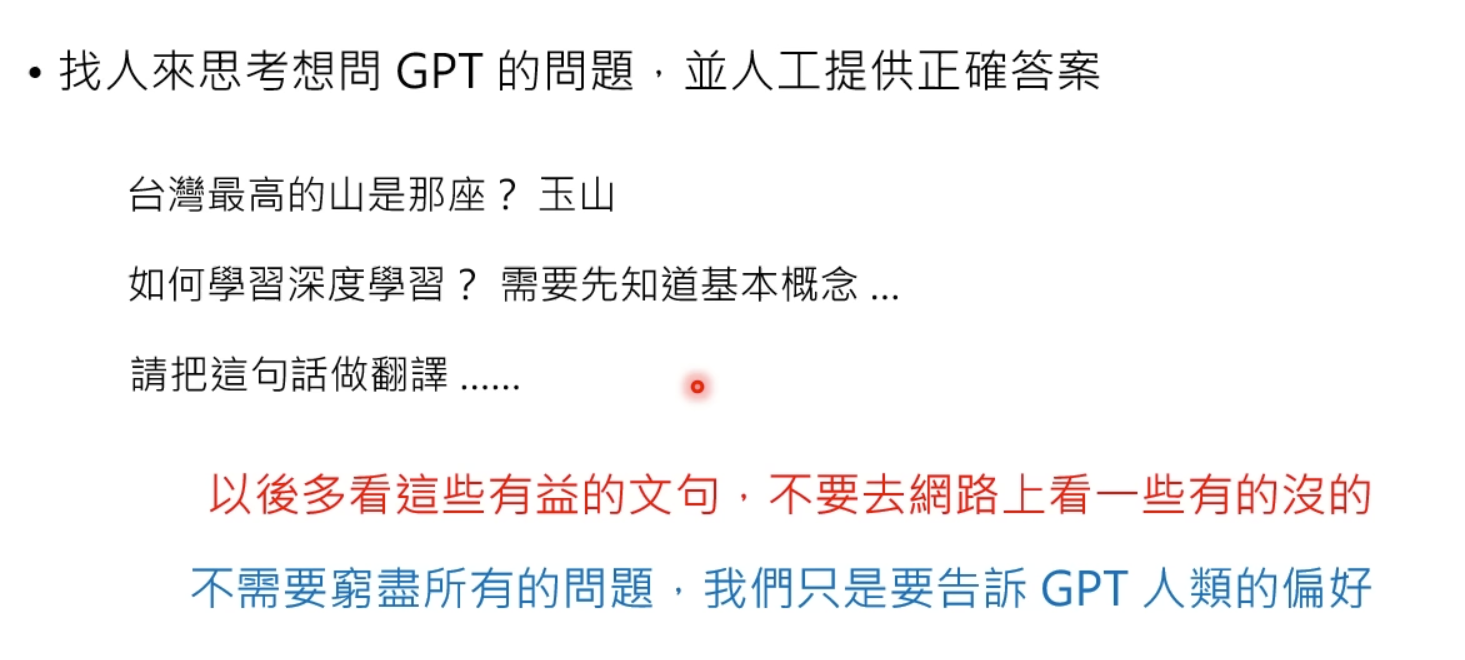 • 找人來思考想問 GPT 的問題，並人工提供正確答案
台灣最高的山是那座？ 玉山
如何學習深度學習？ 需要先知道基本概念 ...
請把這句話做翻譯 ......
以後多看這些有益的文句，不要去網路上看一些有的沒的
不需要窮盡所有的問題，我們只是要告訴 GPT 人類的偏好